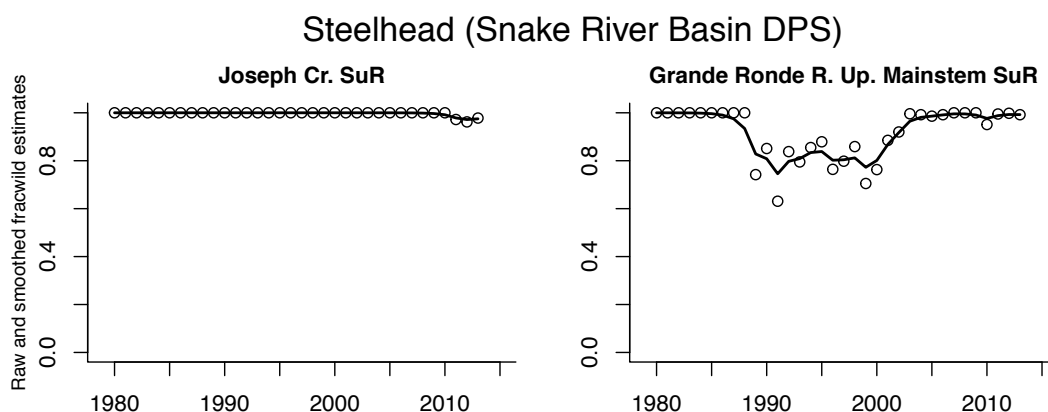 Steelhead (Snake River Basin DPS)
Joseph Cr. SuR
Grande Ronde R. Up. Mainstem SuR
Raw and smoothed fracwild estimates
0.8
0.4
0.0
1980 1990 2000 2010
0.8
0.4
0.0
1980 1990 2000 2010